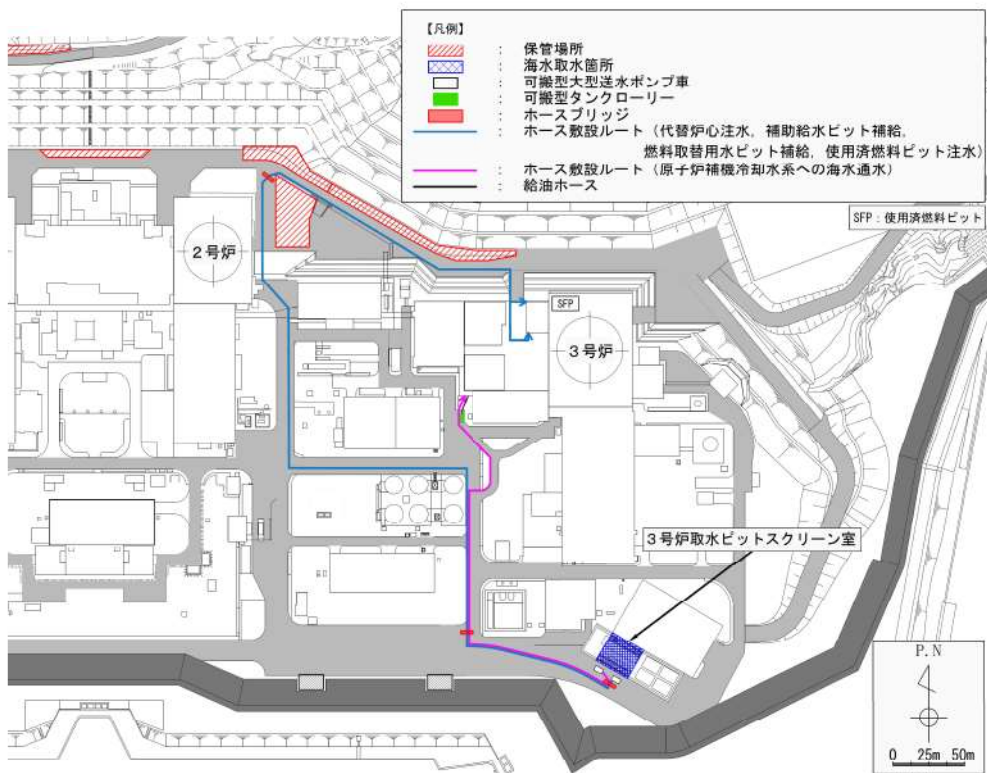 【凡例】
： 保管場所
： 海水取水箇所
： 可搬型大型送水ポンプ車
： 可搬型タンクローリー
： ホースブリッジ
： ホース敷設ルート（代替炉心注水，補助給水ピット補給，
燃料取替用水ピット補給，使用済燃料ピット注水）
： ホース敷設ルート（原子炉補機冷却水系への海水通水）
： 給油ホース
SFP：使用済燃料ピット
２号炉
SFP
３号炉
３号炉取水ピットスクリーン室
P.N
0 25m 50m